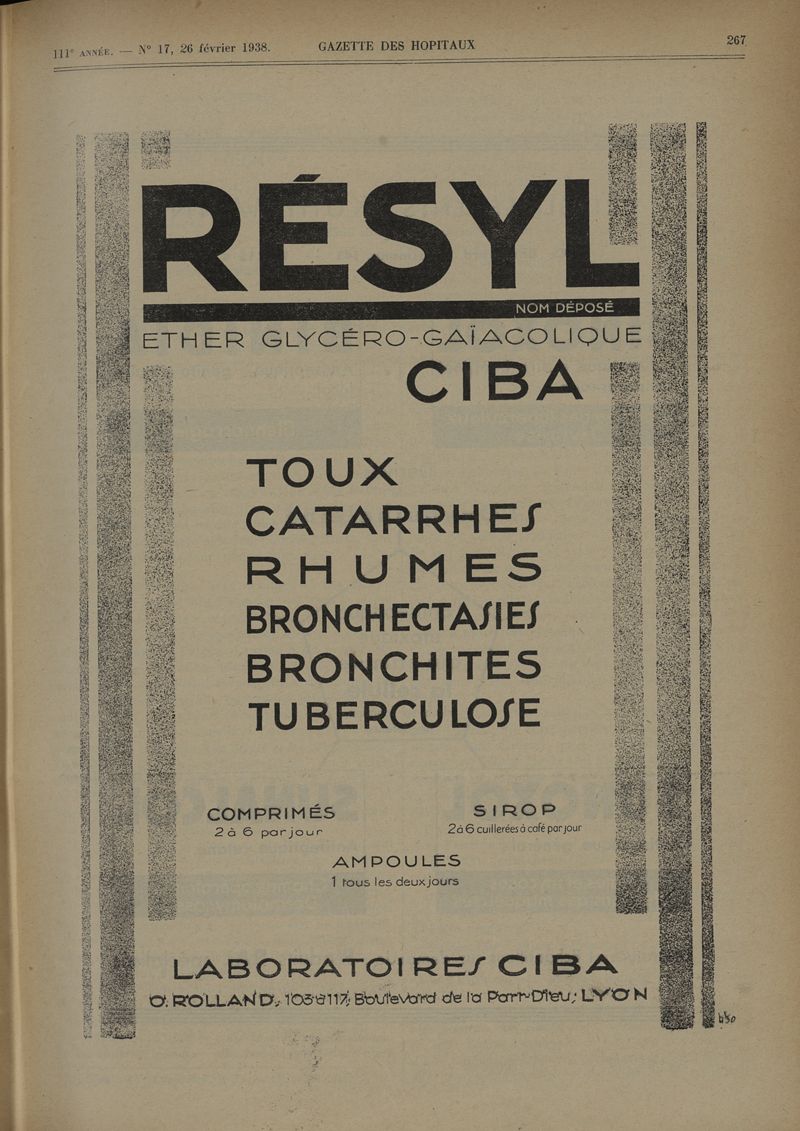 111e ANNÉE. — N° 17, 26 février 1938.
GAZETTE DES HOPITAUX
267
RÉSYL
NOM DÉPOSÉ
ETHER GLYCÉRO-GAÏACOLIQUE
CIBA
TOUX
CATARRHES
RHUMES
BRONCHECTASIES
BRONCHITES
TUBERCULOSE
COMPRIMÉS
2 à 6 par jour
SIROP
2 à 6 cuillerées à café par jour
AMPOULES
1 tous les deux jours
LABORATOIRES CIBA
O. ROLLAND, 103 à 117, Boulevard de la Part-Dieu, LYON